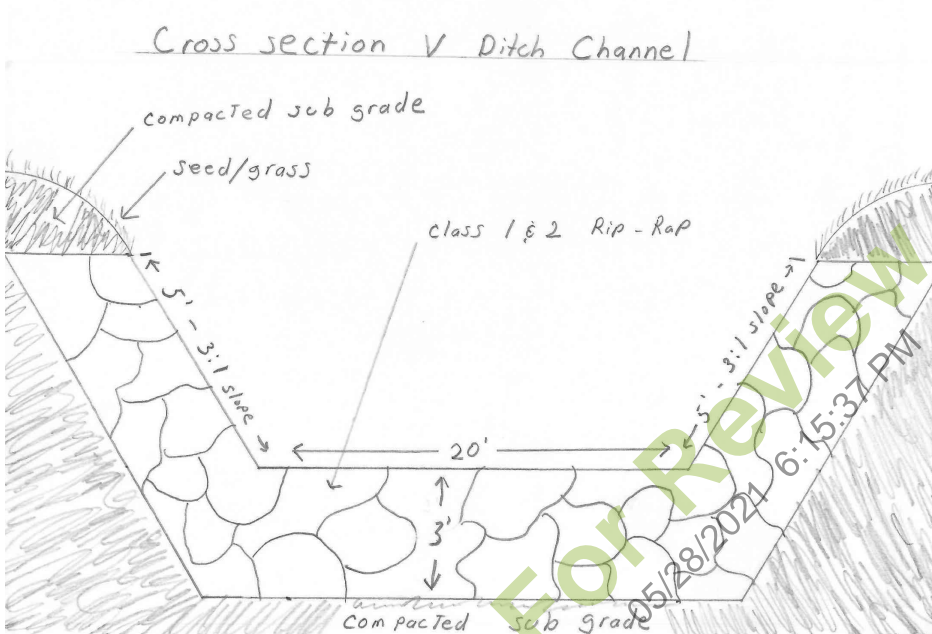 Cross section V Ditch Channel
compacted sub grade
seed/grass
class 1 & 2 Rip-Rap
5' - 3:1 slope
5' - 3:1 slope
20'
3'
compacted sub grade
For Review
05/28/2021 6:15:37 PM